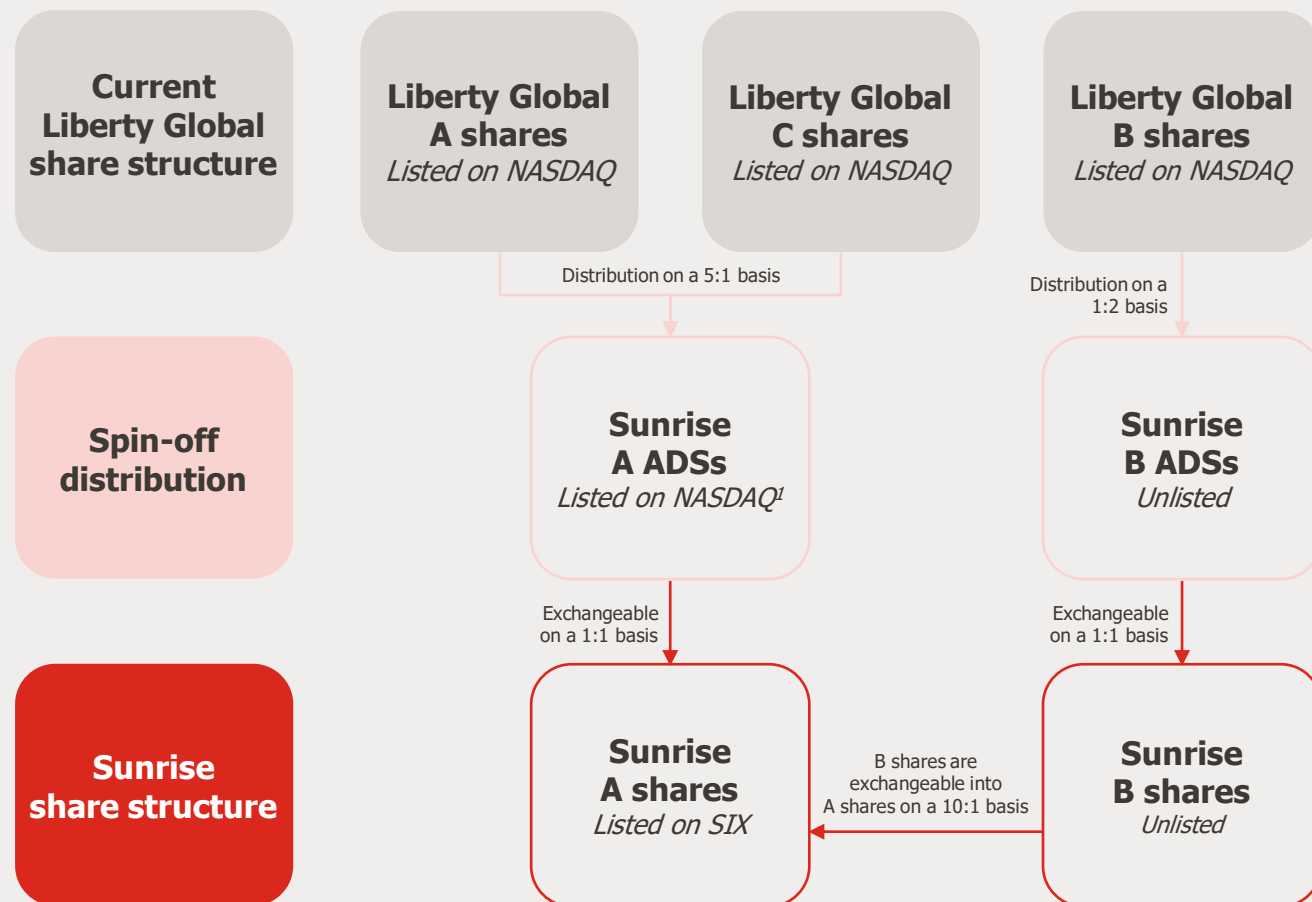 Current
Liberty Global
share structure
Liberty Global
A shares
Listed on NASDAQ
Liberty Global
C shares
Listed on NASDAQ
Liberty Global
B shares
Listed on NASDAQ
Distribution on a 5:1 basis
Distribution on a
1:2 basis
Spin-off
distribution
Sunrise
A ADSs
Listed on NASDAQ¹
Sunrise
B ADSs
Unlisted
Exchangeable
on a 1:1 basis
Exchangeable
on a 1:1 basis
Sunrise
share structure
Sunrise
A shares
Listed on SIX
B shares are
exchangeable into
A shares on a 10:1 basis
Sunrise
B shares
Unlisted